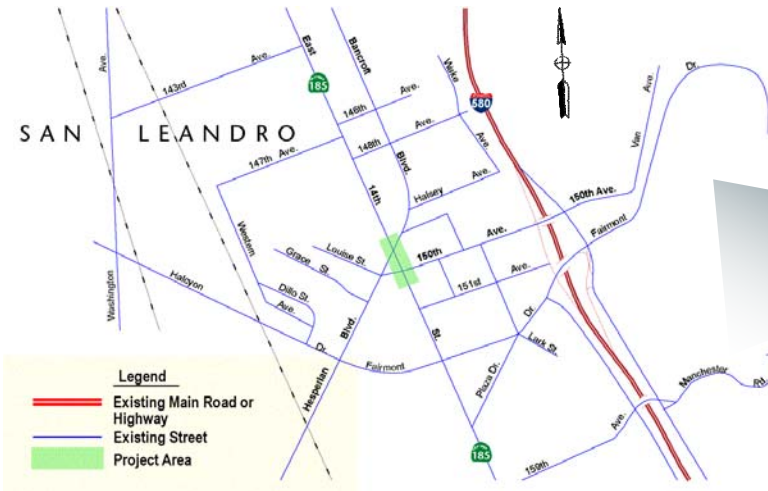 East
Bancroft
Ave.
143rd
Ave.
185
Weke
Ave.
580
Dr.
Ave.
Van
SAN LEANDRO
146th Ave.
148th Ave.
147th Ave.
Blvd.
Halsey Ave.
14th
150th Ave.
Fairmont
Western
Ave.
Louise St.
Grace St.
150th Ave.
151st Ave.
Dillo St.
Halcyon
Washington
Blvd.
Dr.
Dr.
St.
Lark St.
Fairmont
Plaza Dr.
Manchester Rd.
Hesperian
Ave.
159th
185
Legend
Existing Main Road or
Highway
Existing Street
Project Area